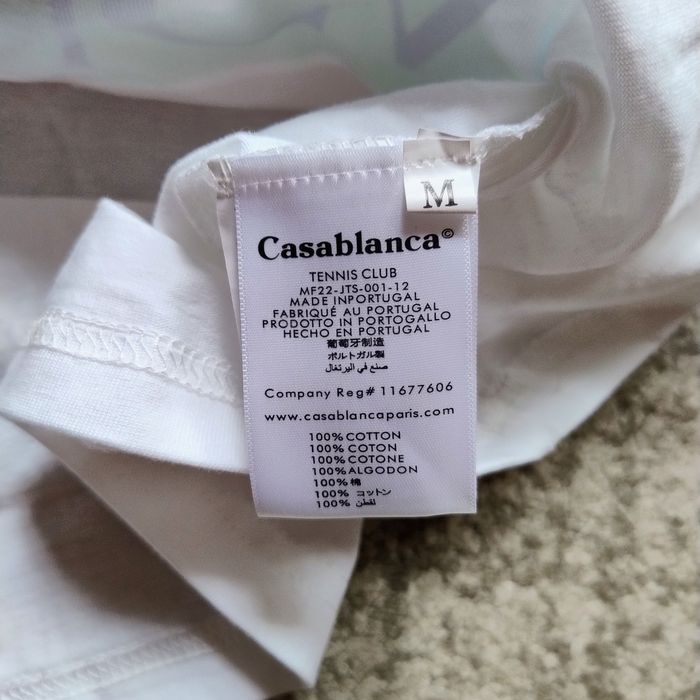 M
Casablanca©
TENNIS CLUB
MF22-JTS-001-12
MADE INPORTUGAL
FABRIQUÉ AU PORTUGAL
PRODOTTO IN PORTOGALLO
HECHO EN PORTUGAL
葡萄牙制造
ポルトガル製
صنع في البرتغال
Company Reg# 11677606
www.casablancaparis.com
100% COTTON
100% COTON
100% COTONE
100% ALGODON
100% 棉
100% コットン
100% لقطن